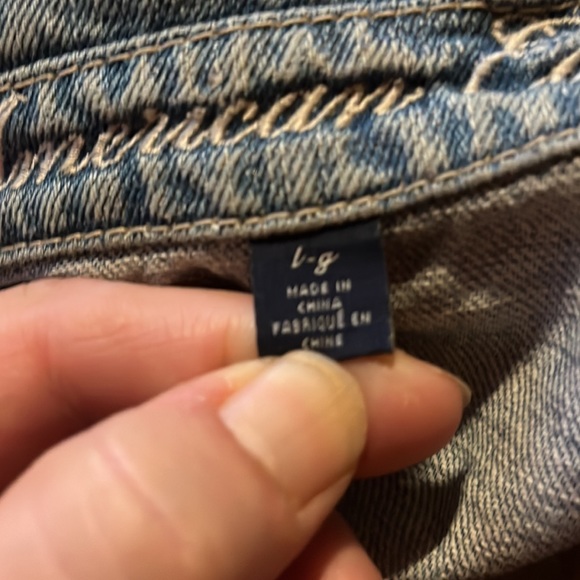 American
l-g
MADE IN
CHINA
FABRIQUÉ EN
CHINE